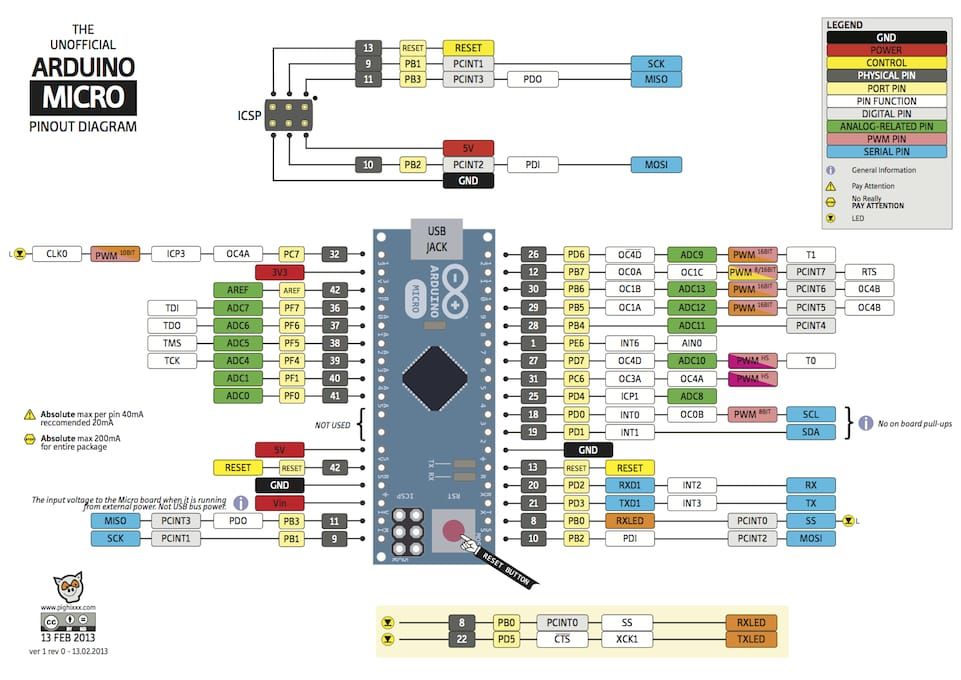 THE
UNOFFICIAL
ARDUINO
MICRO
PINOUT DIAGRAM
13 RESET RESET
9 PB1 PCINT1 SCK
11 PB3 PCINT3 PDO MISO
ICSP
5V
10 PB2 PCINT2 PDI MOSI
GND
LEGEND
GND
POWER
CONTROL
PHYSICAL PIN
PORT PIN
PIN FUNCTION
DIGITAL PIN
ANALOG-RELATED PIN
PWM PIN
SERIAL PIN
General Information
Pay Attention
No Really
PAY ATTENTION
LED
USB
JACK
ARDUINO
MICRO
TX
RX
ICSP
RST
RESET BUTTON
L CLK0 PWM 10BIT ICP3 OC4A PC7 32
3V3
AREF AREF 42
TDI ADC7 PF7 36
TDO ADC6 PF6 37
TMS ADC5 PF5 38
TCK ADC4 PF4 39
ADC1 PF1 40
ADC0 PF0 41
NOT USED
5V
RESET RESET 42
GND
Vin
The input voltage to the Micro board when it is running
from external power. Not USB bus power.
MISO PCINT3 PDO PB3 11
SCK PCINT1 PB1 9
Absolute max per pin 40mA
reccomended 20mA
Absolute max 200mA
for entire package
26 PD6 OC4D ADC9 PWM 16BIT T1
12 PB7 OC0A OC1C PWM 8/16BIT PCINT7 RTS
30 PB6 OC1B ADC13 PWM 16BIT PCINT6 OC4B
29 PB5 OC1A ADC12 PWM 16BIT PCINT5 OC4B
28 PB4 ADC11 PCINT4
1 PE6 INT6 AIN0
27 PD7 OC4D ADC10 PWM HS T0
31 PC6 OC3A OC4A PWM HS
25 PD4 ICP1 ADC8
18 PD0 INT0 OC0B PWM 8BIT SCL
19 PD1 INT1 SDA
No on board pull-ups
GND
13 RESET RESET
20 PD2 RXD1 INT2 RX
21 PD3 TXD1 INT3 TX
8 PB0 RXLED PCINT0 SS L
10 PB2 PDI PCINT2 MOSI
8 PB0 PCINT0 SS RXLED
22 PD5 CTS XCK1 TXLED
www.pighixxx.com
cc
BY ND
13 FEB 2013
ver 1 rev 0 - 13.02.2013